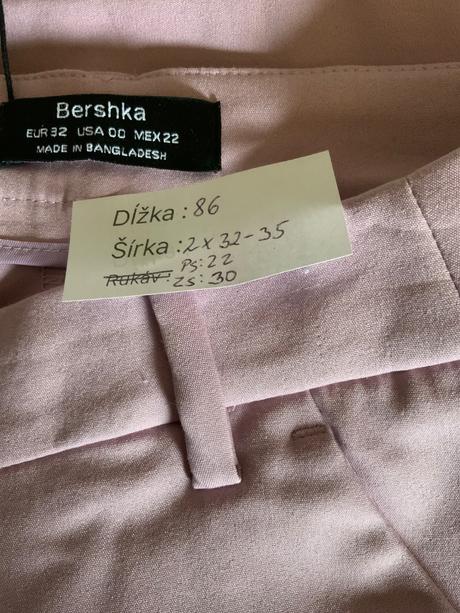 Bershka
EUR 32 USA 00 MEX 22
MADE IN BANGLADESH
Dĺžka : 86
Šírka : 2 x 32-35
PS: 22
Rukáv : ZS: 30